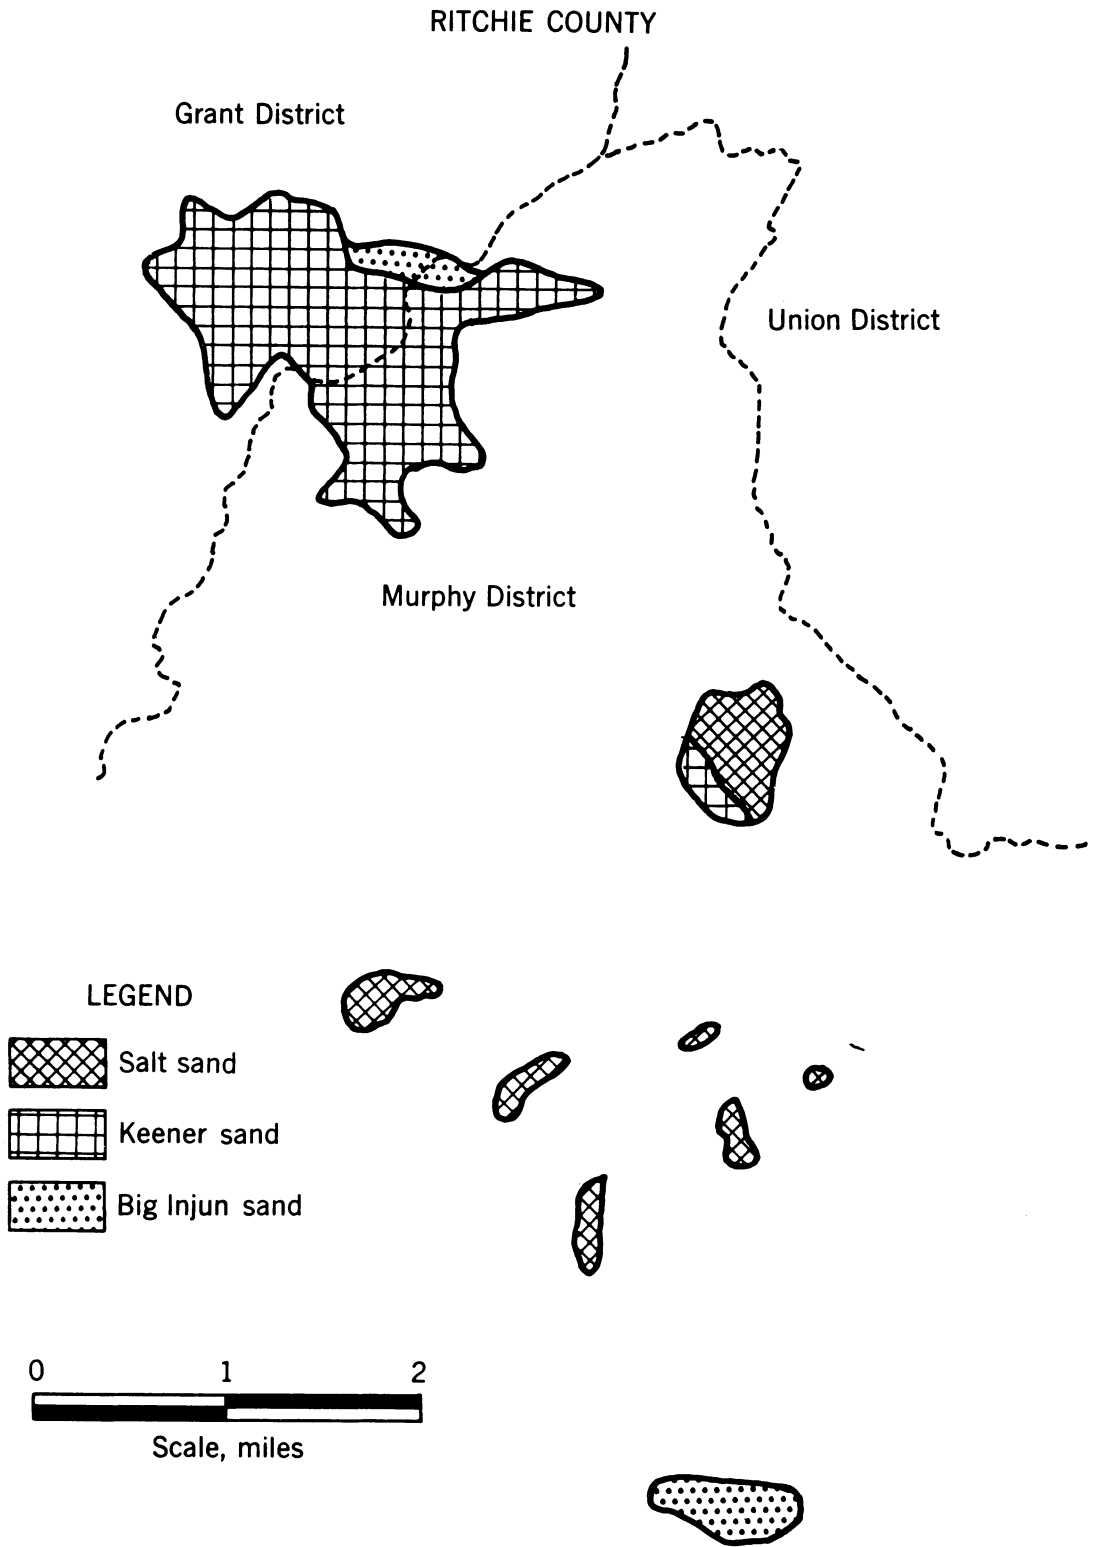 RITCHIE COUNTY
Grant District
Union District
Murphy District
LEGEND
Salt sand
Keener sand
Big Injun sand
0 1 2
Scale, miles